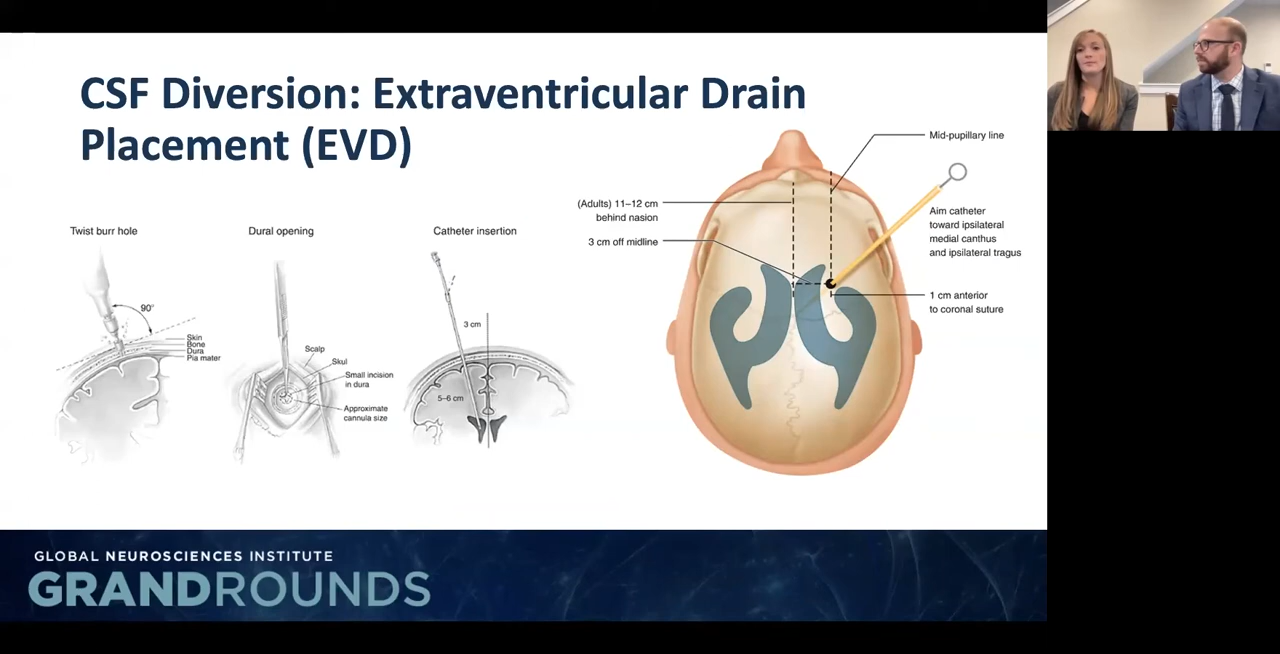 CSF Diversion: Extraventricular Drain
Placement (EVD)
Twist burr hole
90°
Skin
Bone
Dura
Pia mater
Dural opening
Scalp
Skul
Small incision
in dura
Approximate
cannula size
Catheter insertion
3 cm
5–6 cm
(Adults) 11–12 cm
behind nasion
3 cm off midline
Mid-pupillary line
Aim catheter
toward ipsilateral
medial canthus
and ipsilateral tragus
1 cm anterior
to coronal suture
GLOBAL NEUROSCIENCES INSTITUTE
GRANDROUNDS